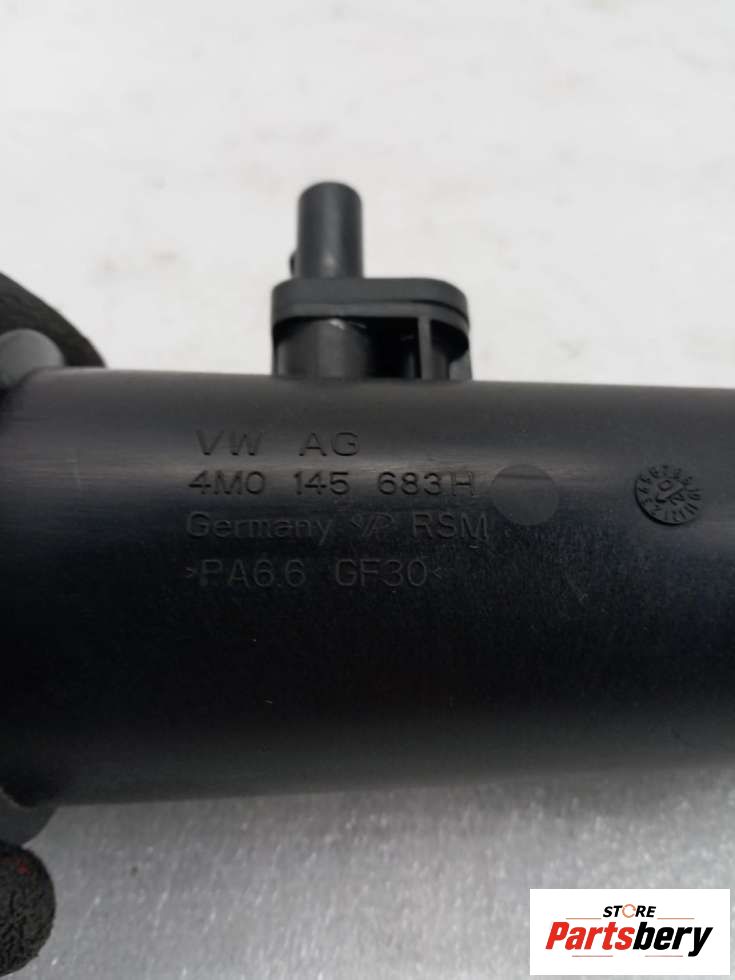 VW AG
4M0 145 683H
Germany RSM
>PA6.6 GF30<
STORE
Partsbery